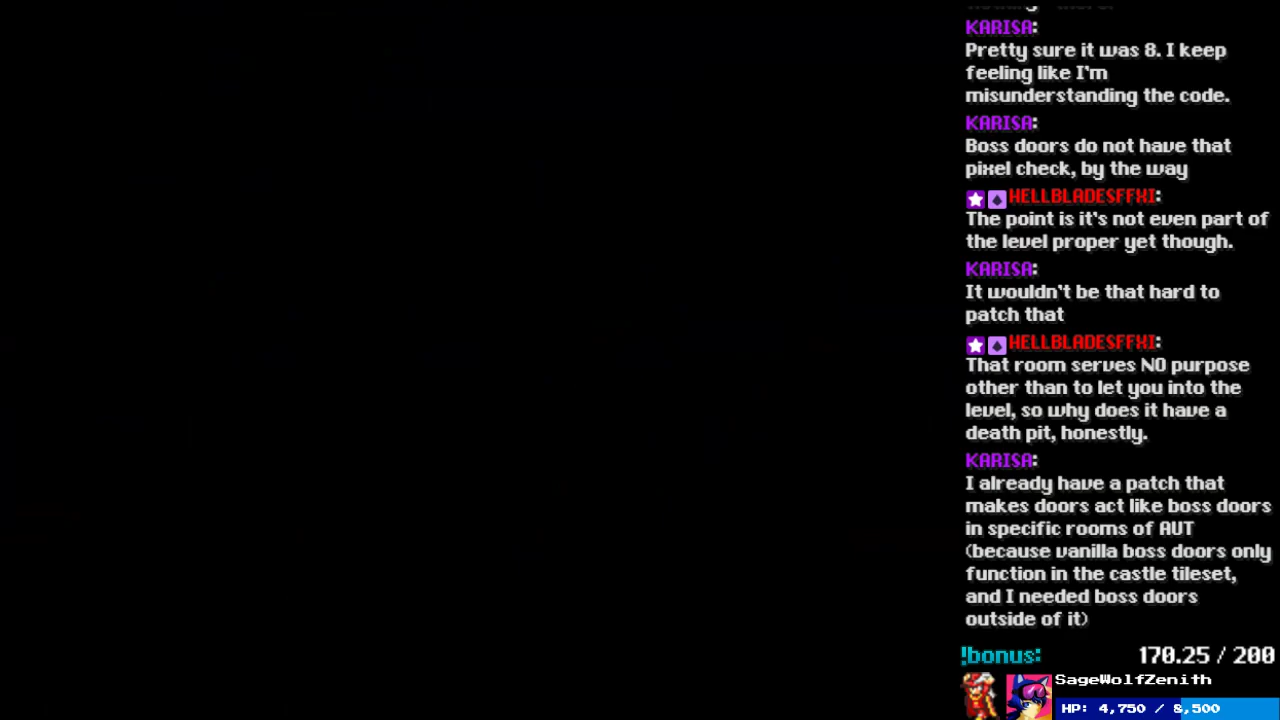 KARISA:
Pretty sure it was 8. I keep
feeling like I'm
misunderstanding the code.
KARISA:
Boss doors do not have that
pixel check, by the way
HELLBLADESFFXI:
The point is it's not even part of
the level proper yet though.
KARISA:
It wouldn't be that hard to
patch that
HELLBLADESFFXI:
That room serves NO purpose
other than to let you into the
level, so why does it have a
death pit, honestly.
KARISA:
I already have a patch that
makes doors act like boss doors
in specific rooms of AVT
(because vanilla boss doors only
function in the castle tileset,
and I needed boss doors
outside of it)
!bonus: 170.25 / 200
SageWolfZenith
HP: 4,750 / 8,500